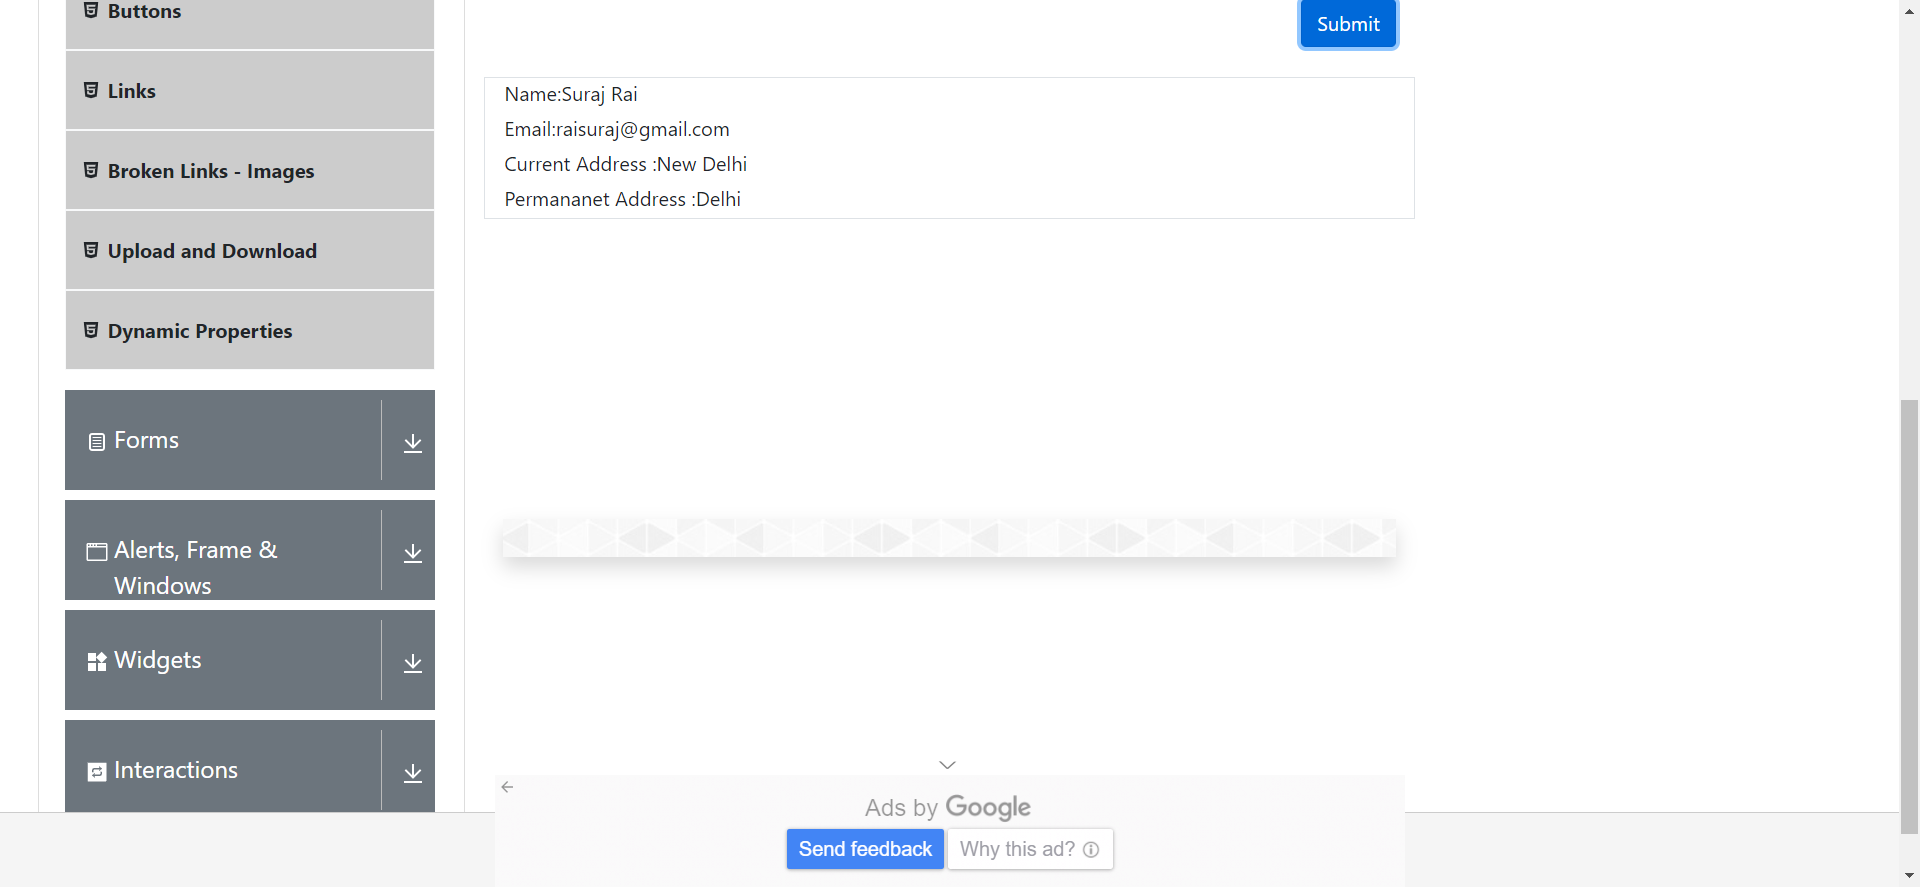 Buttons
Links
Broken Links - Images
Upload and Download
Dynamic Properties
Forms
Alerts, Frame &
Windows
Widgets
Interactions
Submit
Name:Suraj Rai
Email:raisuraj@gmail.com
Current Address :New Delhi
Permananet Address :Delhi
Ads by Google
Send feedback
Why this ad?